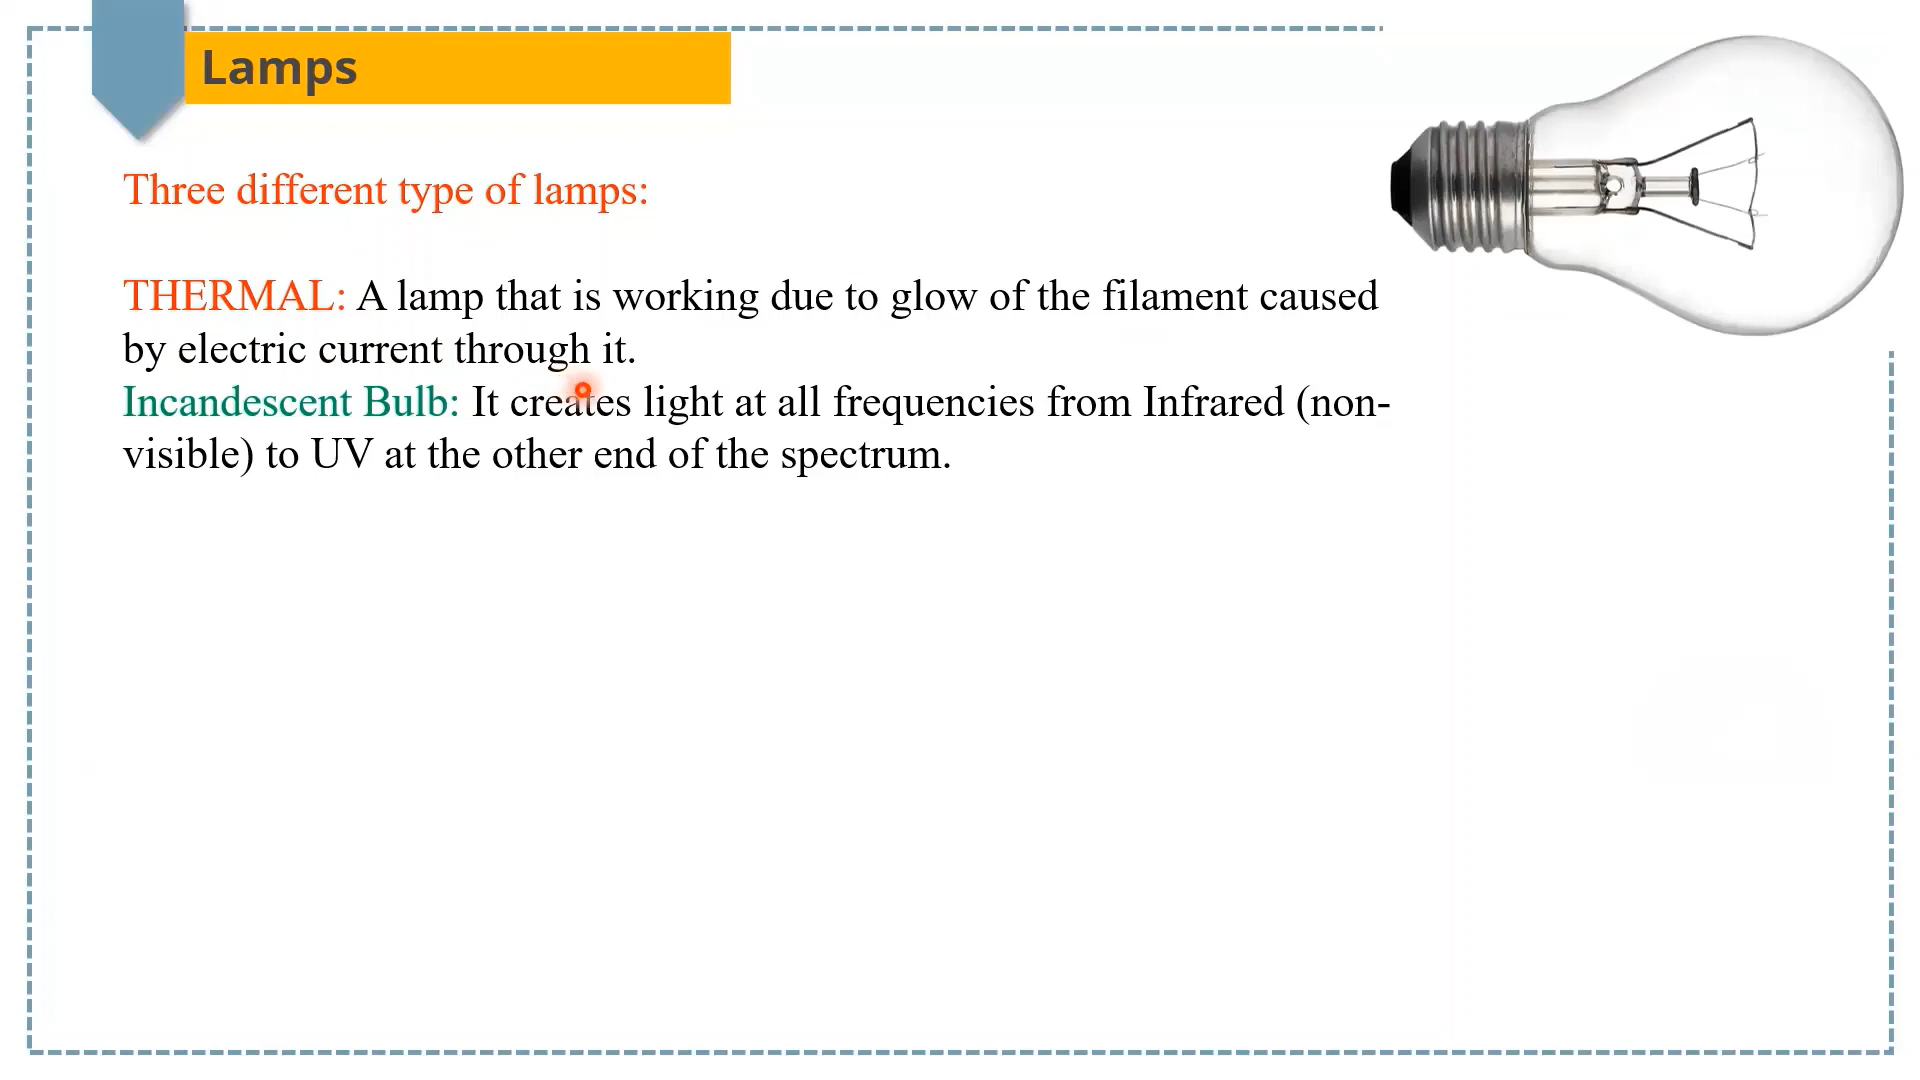 Lamps
Three different type of lamps:
THERMAL: A lamp that is working due to glow of the filament caused
by electric current through it.
Incandescent Bulb: It creates light at all frequencies from Infrared (non-
visible) to UV at the other end of the spectrum.